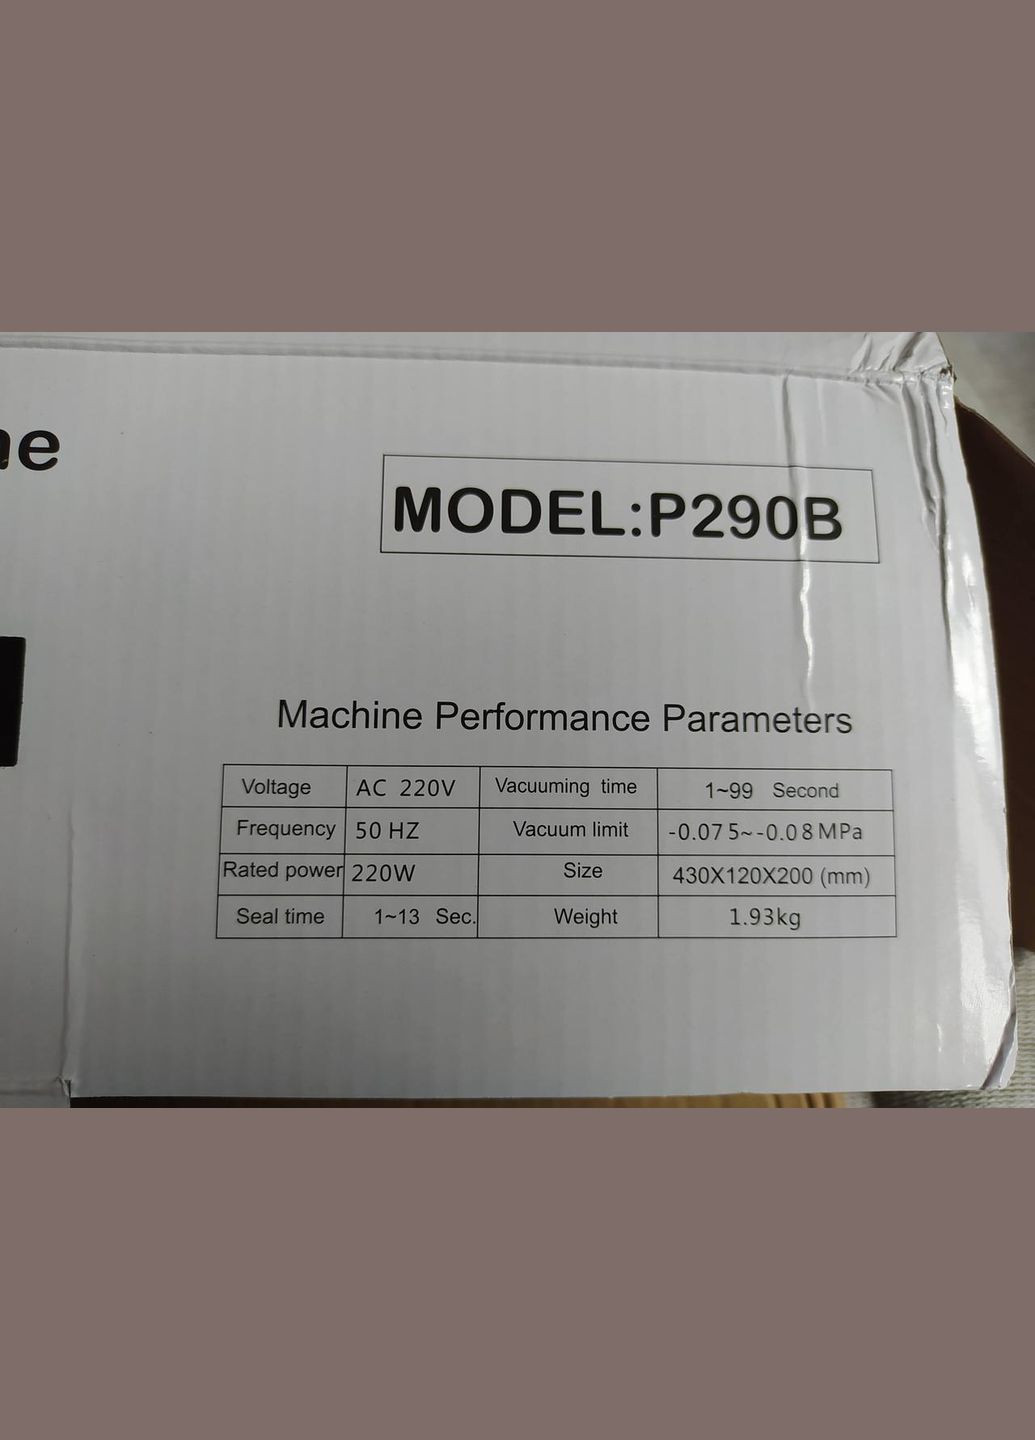 MODEL:P290B
Machine Performance Parameters
Voltage AC 220V Vacuuming time 1~99 Second
Frequency 50 HZ Vacuum limit -0.075~-0.08MPa
Rated power 220W Size 430X120X200 (mm)
Seal time 1~13 Sec. Weight 1.93kg